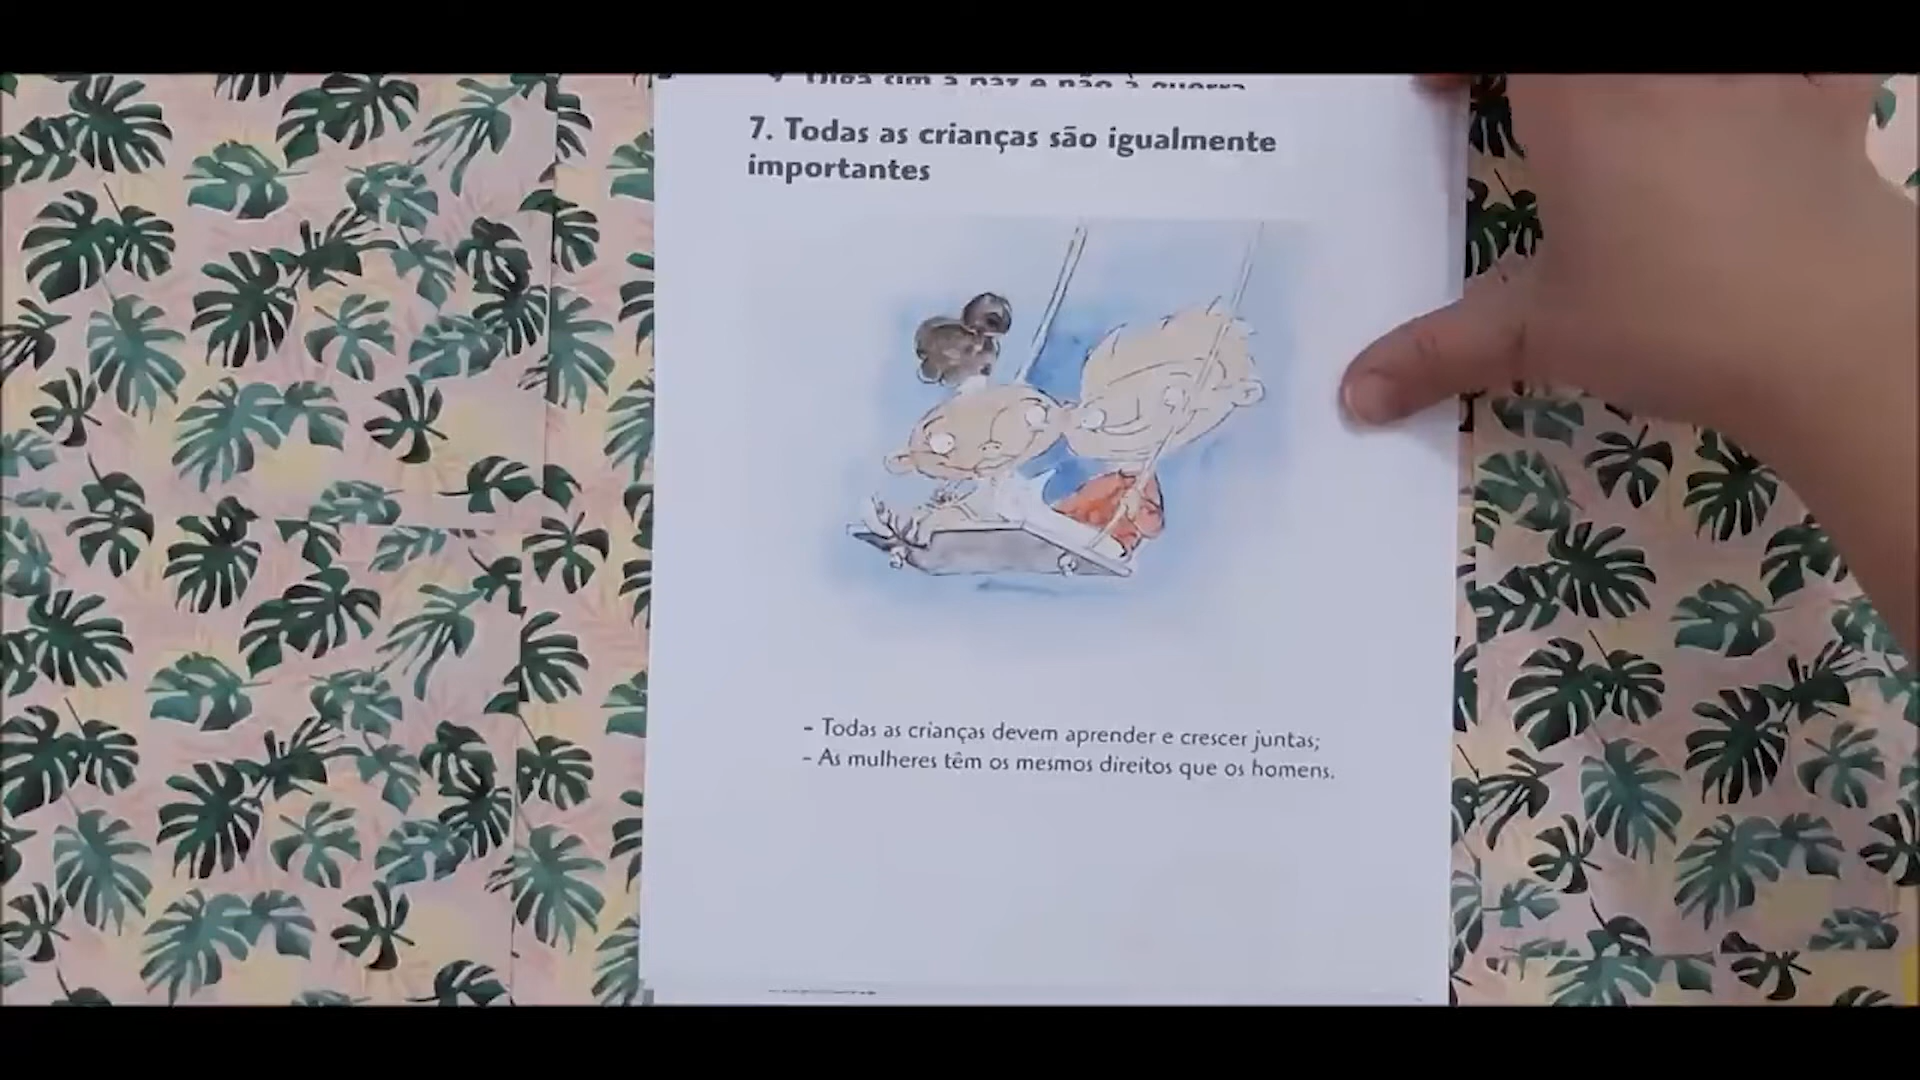 7. Todas as crianças são igualmente
importantes
- Todas as crianças devem aprender e crescer juntas;
- As mulheres têm os mesmos direitos que os homens.